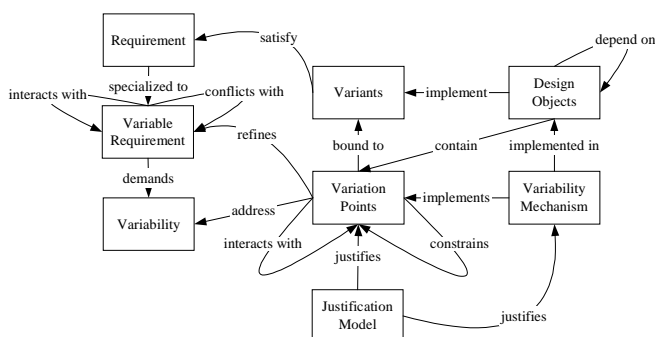 Requirement
satisfy
depend on
specialized to
interacts with
conflicts with
Variants
implement
Design
Objects
Variable
Requirement
refines
bound to
contain
implemented in
demands
Variability
address
Variation
Points
implements
Variability
Mechanism
interacts with
constrains
justifies
Justification
Model
justifies